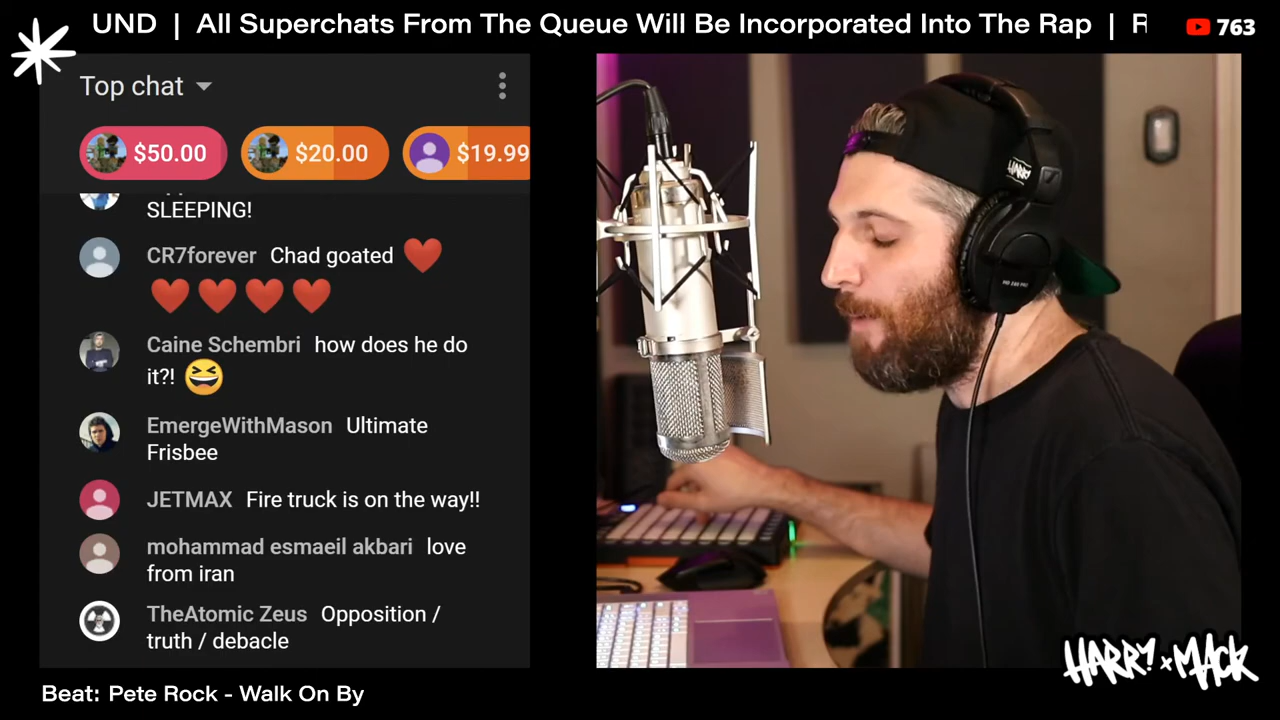 UND | All Superchats From The Queue Will Be Incorporated Into The Rap | R
763
Top chat
$50.00 $20.00 $19.99
SLEEPING!
CR7forever Chad goated
Caine Schembri how does he do
it?!
EmergeWithMason Ultimate
Frisbee
JETMAX Fire truck is on the way!!
mohammad esmaeil akbari love
from iran
TheAtomic Zeus Opposition /
truth / debacle
HARRY
HARRY x MACK
Beat: Pete Rock - Walk On By